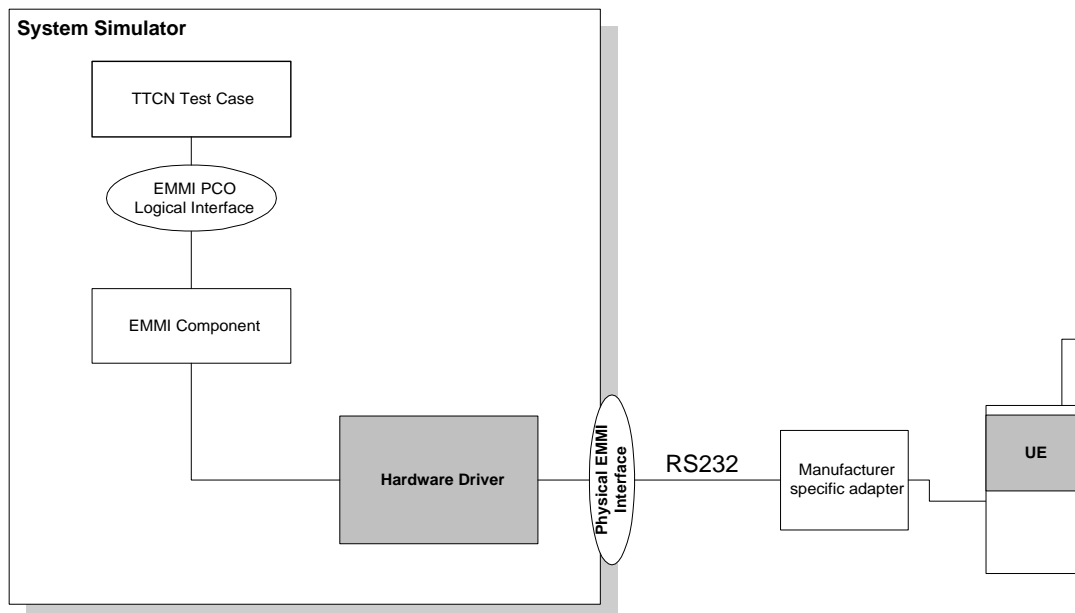 System Simulator
TTCN Test Case
EMMI PCO
Logical Interface
EMMI Component
Hardware Driver
Physical EMMI
Interface
RS232
Manufacturer
specific adapter
UE